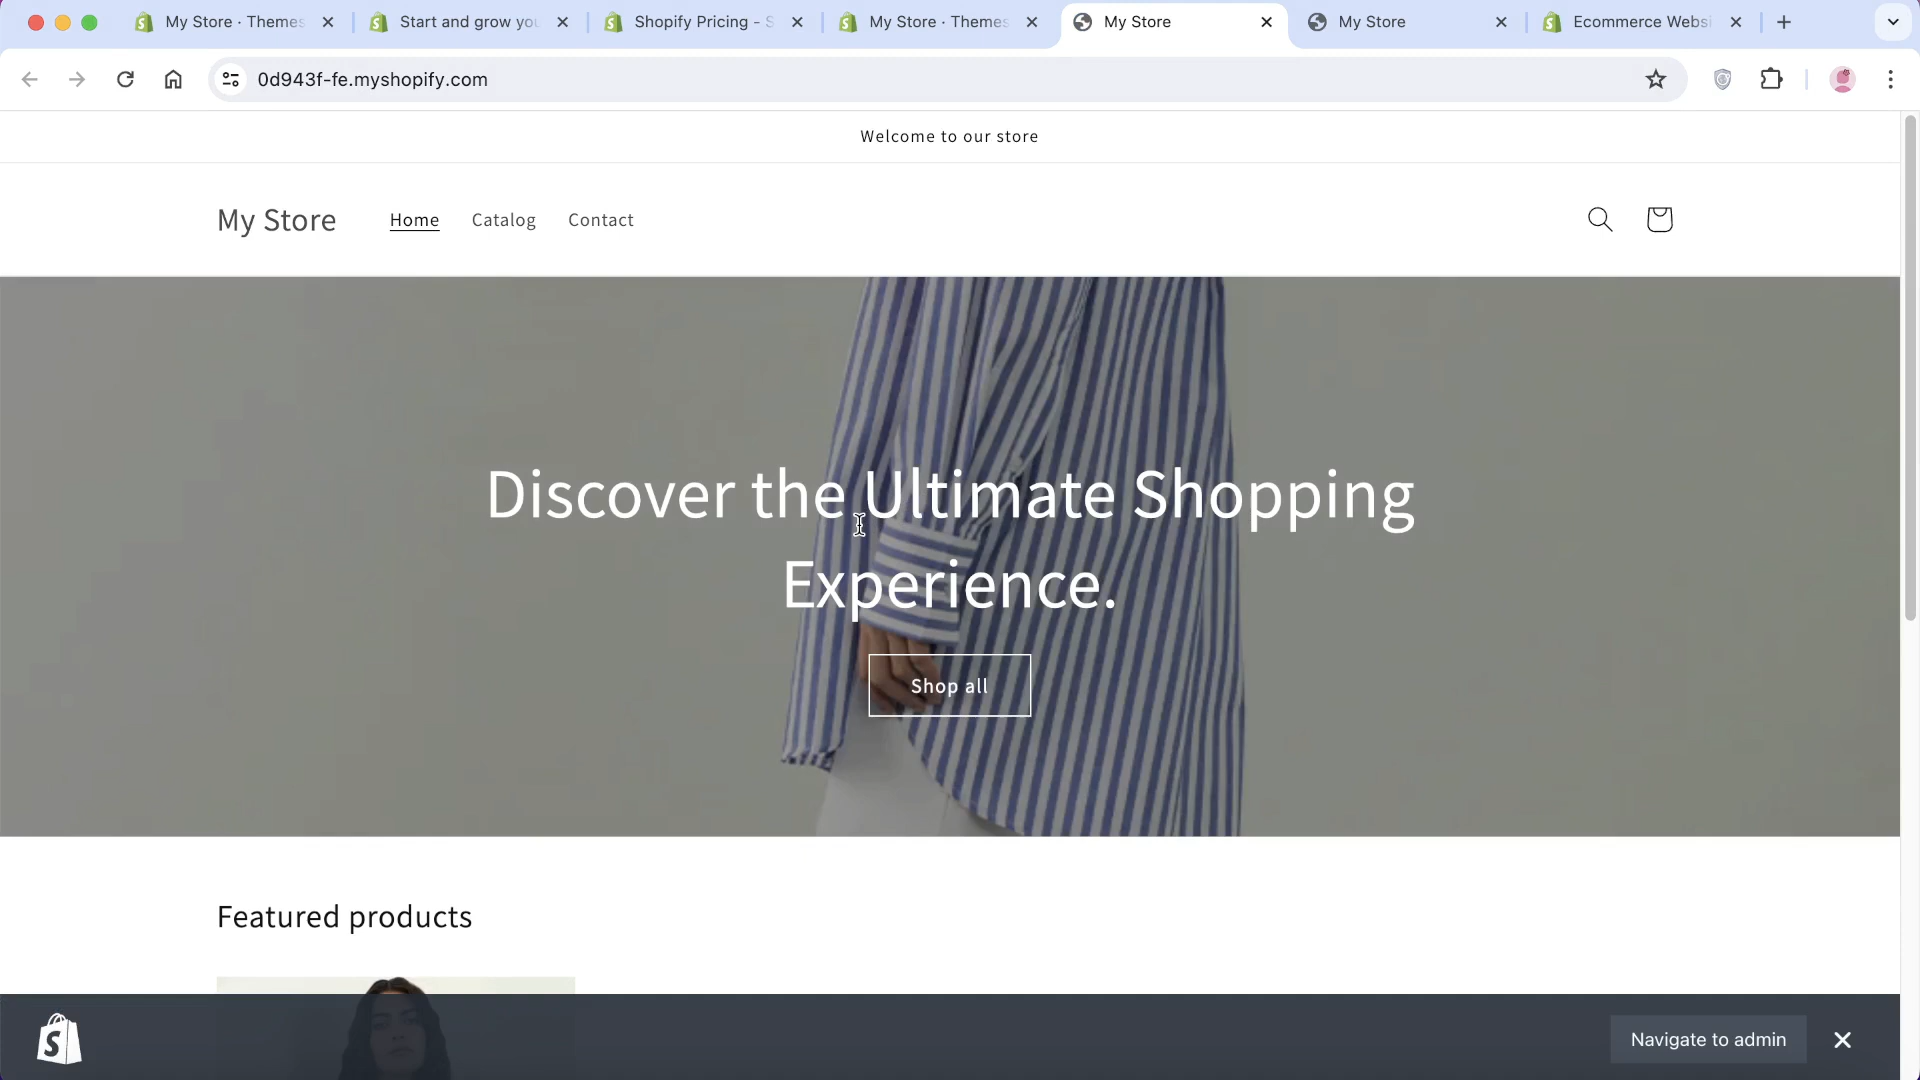 My Store · Themes
Start and grow you
Shopify Pricing - S
My Store · Themes
My Store
My Store
Ecommerce Websi
0d943f-fe.myshopify.com
Welcome to our store
My Store
Home
Catalog
Contact
Discover the Ultimate Shopping
Experience.
Shop all
Featured products
Navigate to admin